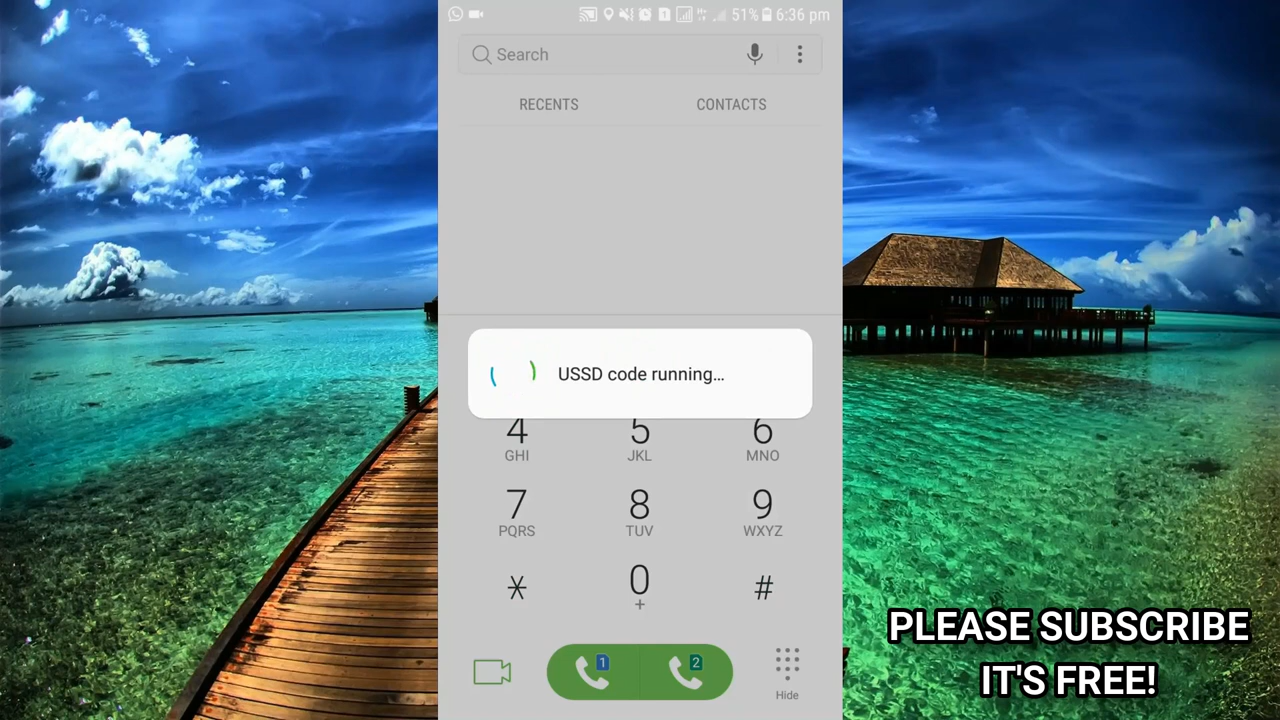 51% 6:36 pm
Search
RECENTS
CONTACTS
USSD code running...
4
5
6
GHI
JKL
MNO
7
8
9
PQRS
TUV
WXYZ
*
0
#
+
1
2
Hide
PLEASE SUBSCRIBE
IT'S FREE!